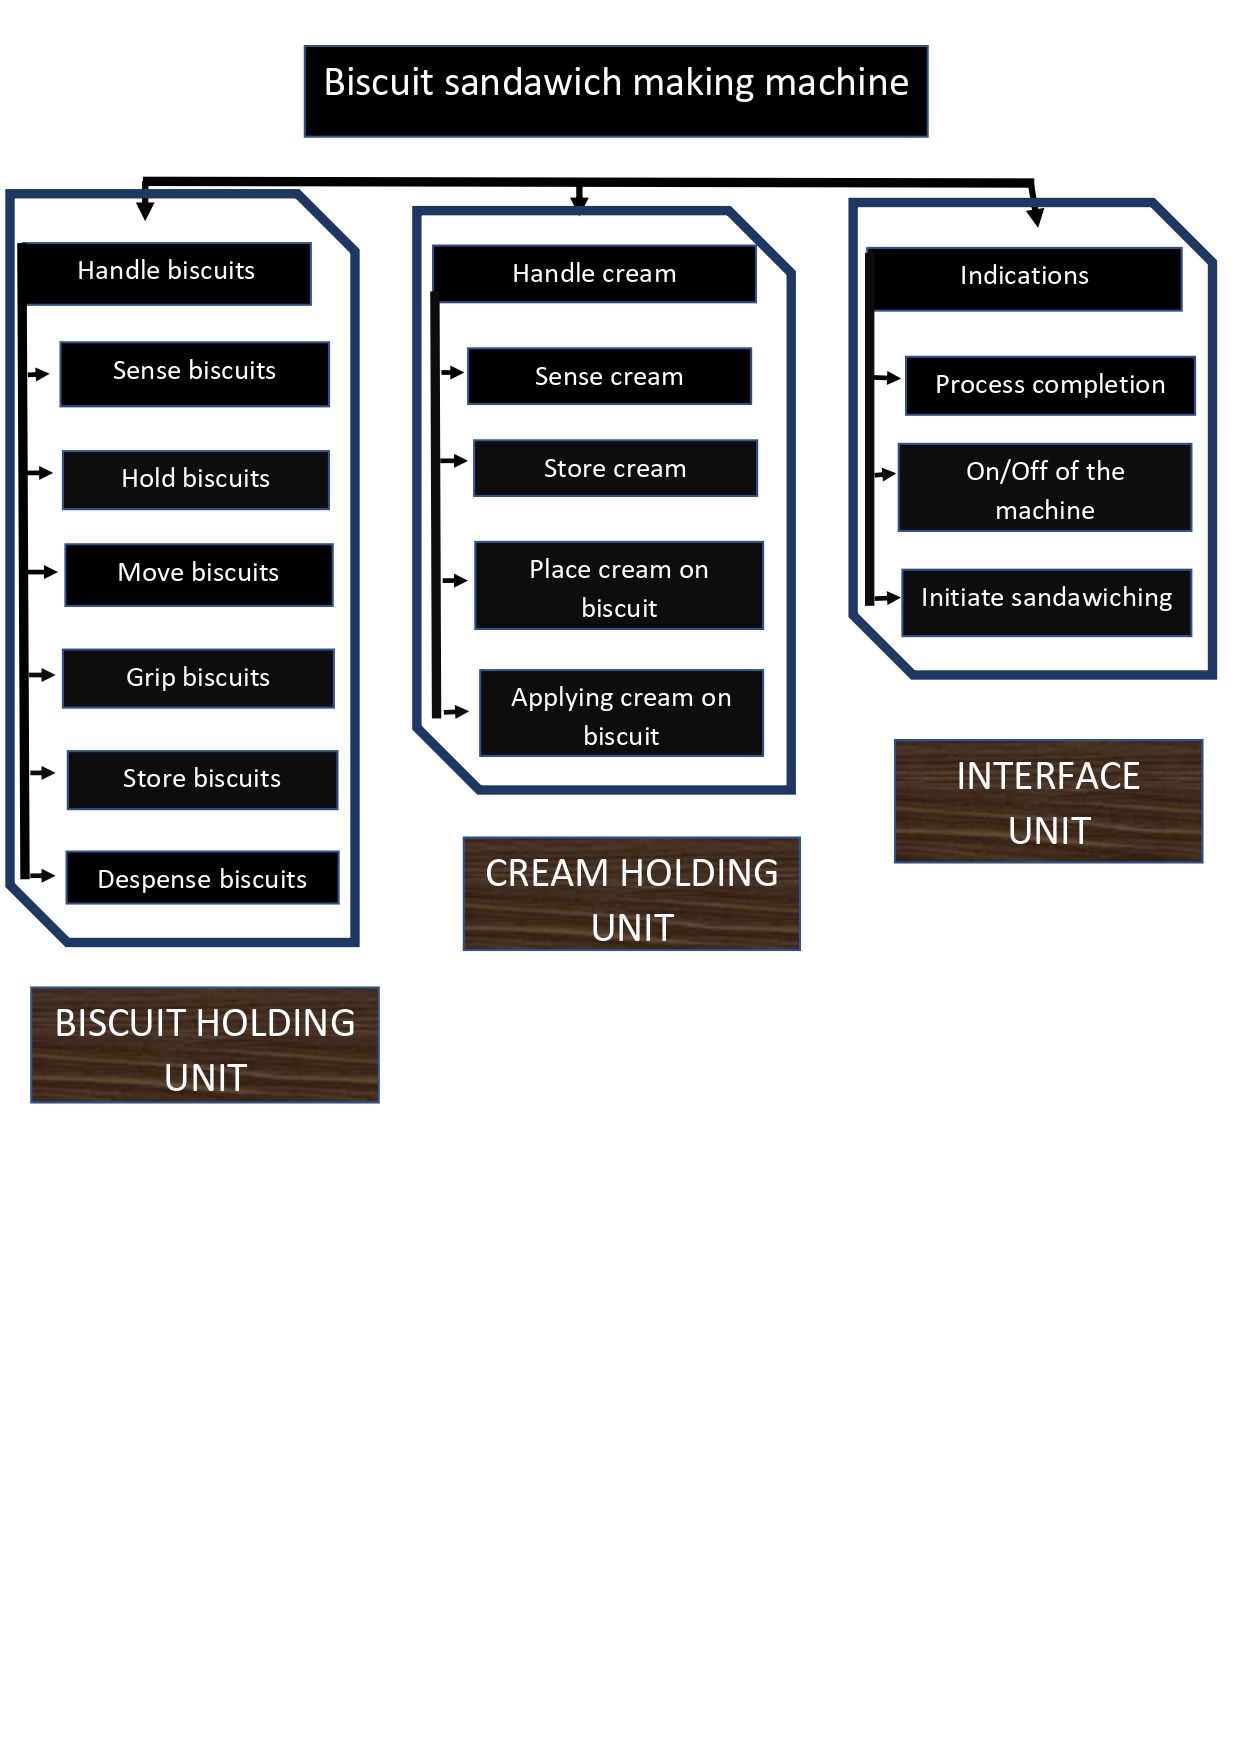 Biscuit sandawich making machine
Handle biscuits
Sense biscuits
Hold biscuits
Move biscuits
Grip biscuits
Store biscuits
Despense biscuits
BISCUIT HOLDING
UNIT
Handle cream
Sense cream
Store cream
Place cream on
biscuit
Applying cream on
biscuit
CREAM HOLDING
UNIT
Indications
Process completion
On/Off of the
machine
Initiate sandawiching
INTERFACE
UNIT